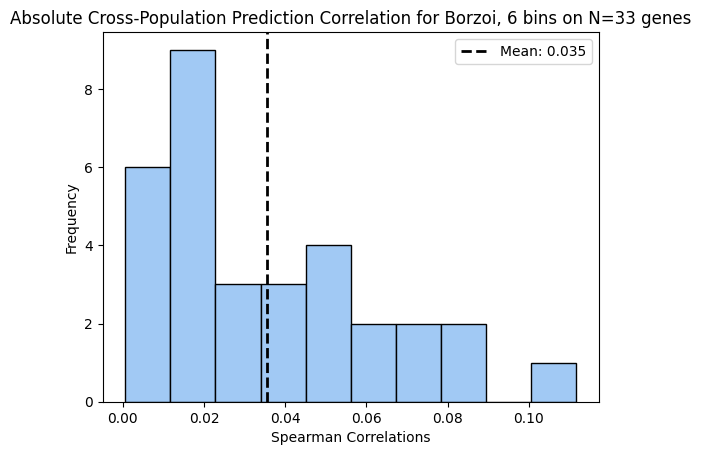 Absolute Cross-Population Prediction Correlation for Borzoi, 6 bins on N=33 genes
Mean: 0.035
8
6
4
2
0
Frequency
0.00 0.02 0.04 0.06 0.08 0.10
Spearman Correlations